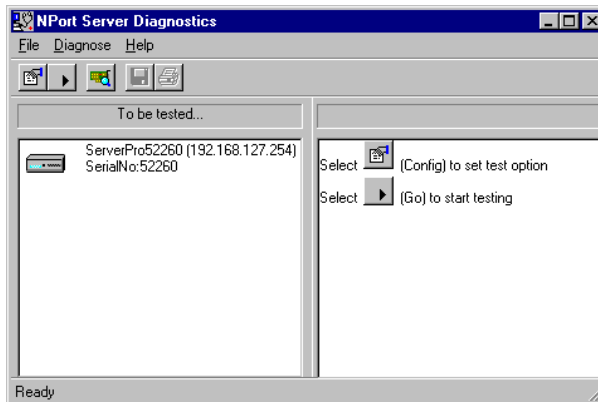 NPort Server Diagnostics
File Diagnose Help
To be tested...
ServerPro52260 (192.168.127.254)
SerialNo:52260
Select (Config) to set test option
Select (Go) to start testing
Ready